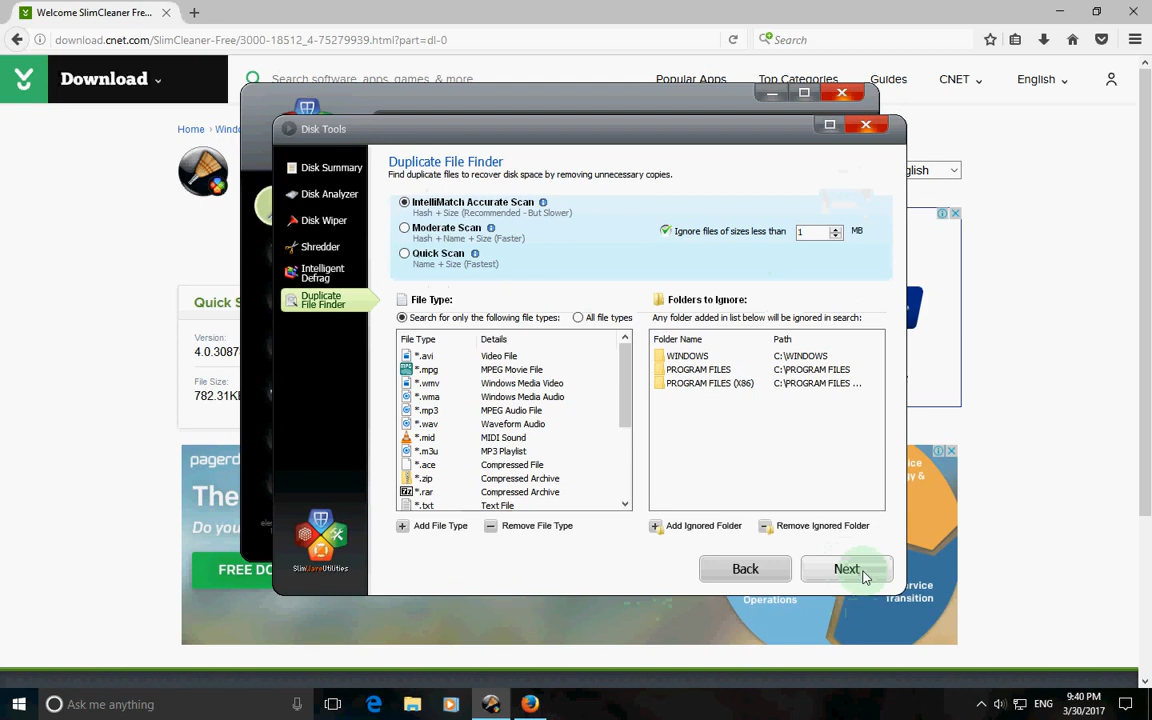 Welcome SlimCleaner Fre...
download.cnet.com/SlimCleaner-Free/3000-18512_4-75279939.html?part=dl-0
Search
Download
Search software, apps, games, & more
Popular Apps
Top Categories
Guides
CNET
English
Home › Wind
glish
Quick S
Version:
4.0.3087
File Size:
782.31K
Disk Tools
Disk Summary
Disk Analyzer
Disk Wiper
Shredder
Intelligent
Defrag
Duplicate
File Finder
SlimWareUtilities
Duplicate File Finder
Find duplicate files to recover disk space by removing unnecessary copies.
IntelliMatch Accurate Scan
Hash + Size (Recommended - But Slower)
Moderate Scan
Hash + Name + Size (Faster)
Quick Scan
Name + Size (Fastest)
Ignore files of sizes less than 1 MB
File Type:
Search for only the following file types: All file types
File Type Details
*.avi Video File
*.mpg MPEG Movie File
*.wmv Windows Media Video
*.wma Windows Media Audio
*.mp3 MPEG Audio File
*.wav Waveform Audio
*.mid MIDI Sound
*.m3u MP3 Playlist
*.ace Compressed File
*.zip Compressed Archive
*.rar Compressed Archive
*.txt Text File
Add File Type Remove File Type
Folders to Ignore:
Any folder added in list below will be ignored in search:
Folder Name Path
WINDOWS C:\WINDOWS
PROGRAM FILES C:\PROGRAM FILES
PROGRAM FILES (X86) C:\PROGRAM FILES ...
Add Ignored Folder Remove Ignored Folder
Back
Next
pagerd
The
Do you
FREE DO
ice
gy &
Operations
service
Transition
Ask me anything
ENG
9:40 PM
3/30/2017